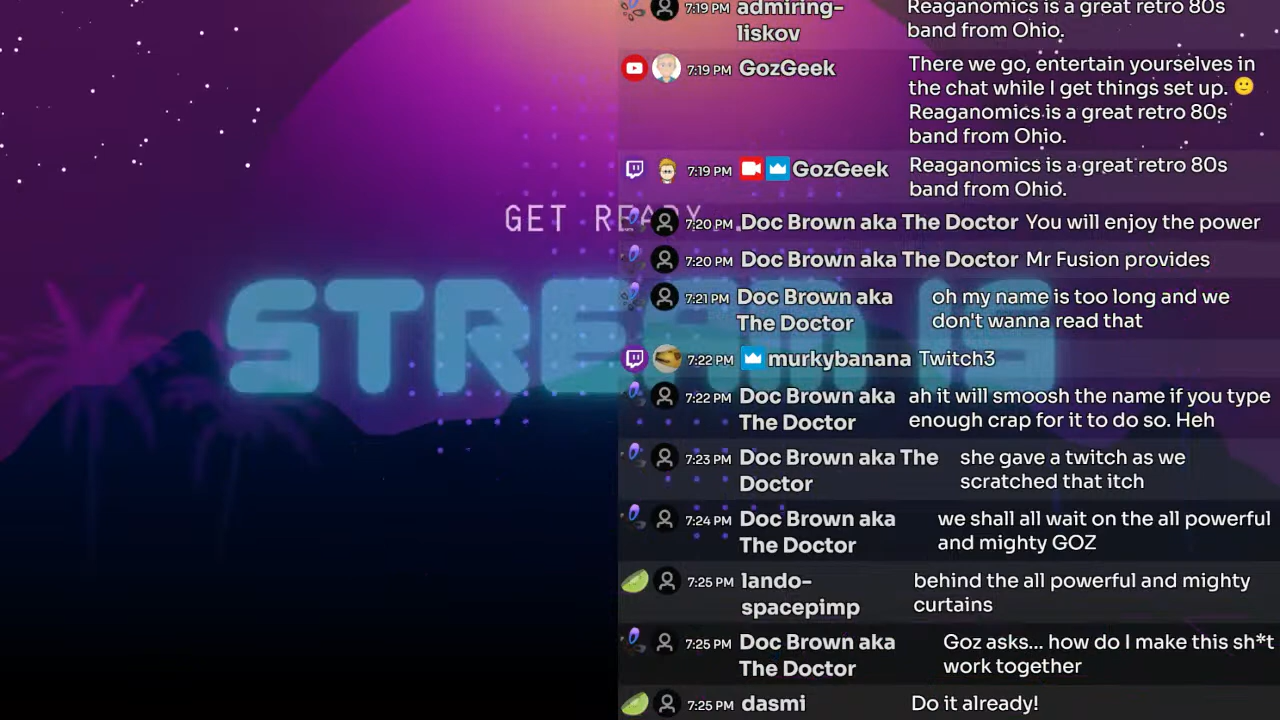 GET READY...
STREAM IS
7:19 PM admiring-liskov
Reaganomics is a great retro 80s
band from Ohio.
7:19 PM GozGeek
There we go, entertain yourselves in
the chat while I get things set up. 🙂
Reaganomics is a great retro 80s
band from Ohio.
7:19 PM GozGeek
Reaganomics is a great retro 80s
band from Ohio.
7:20 PM Doc Brown aka The Doctor You will enjoy the power
7:20 PM Doc Brown aka The Doctor Mr Fusion provides
7:21 PM Doc Brown aka
The Doctor
oh my name is too long and we
don't wanna read that
7:22 PM murkybanana Twitch3
7:22 PM Doc Brown aka
The Doctor
ah it will smoosh the name if you type
enough crap for it to do so. Heh
7:23 PM Doc Brown aka The
Doctor
she gave a twitch as we
scratched that itch
7:24 PM Doc Brown aka
The Doctor
we shall all wait on the all powerful
and mighty GOZ
7:25 PM lando-
spacepimp
behind the all powerful and mighty
curtains
7:25 PM Doc Brown aka
The Doctor
Goz asks... how do I make this sh*t
work together
7:25 PM dasmi Do it already!